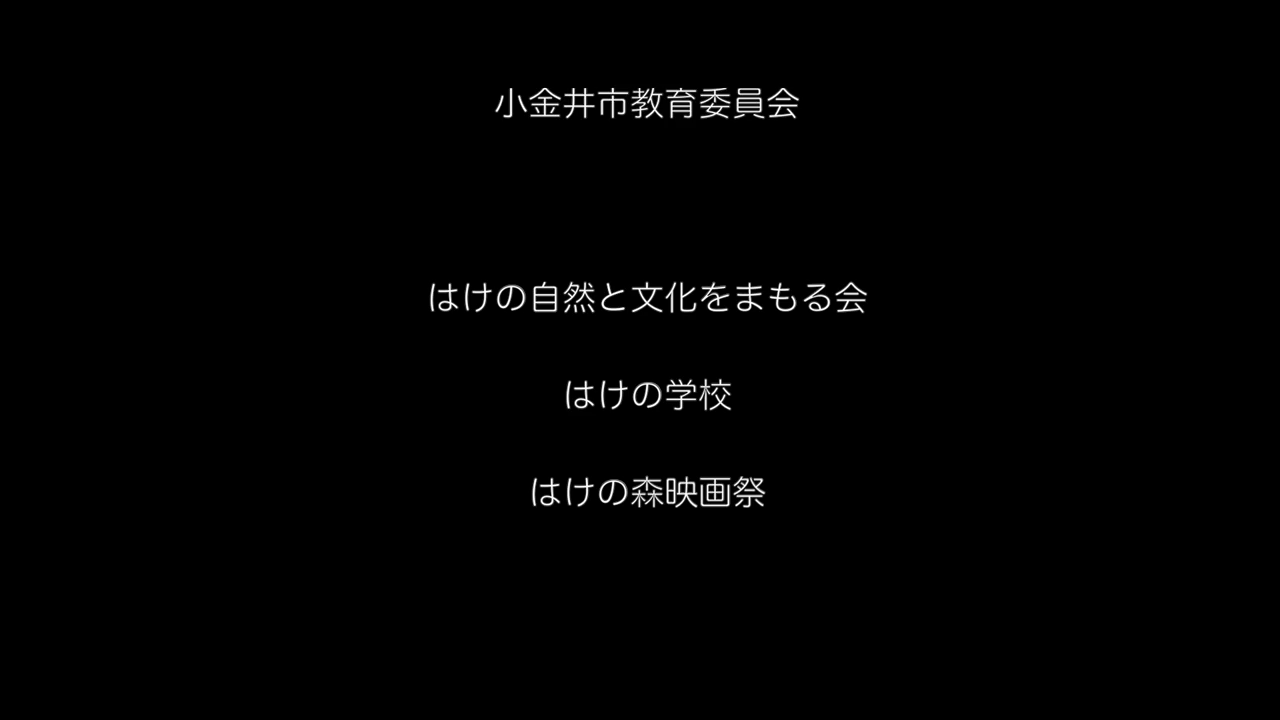 小金井市教育委員会
はけの自然と文化をまもる会
はけの学校
はけの森映画祭